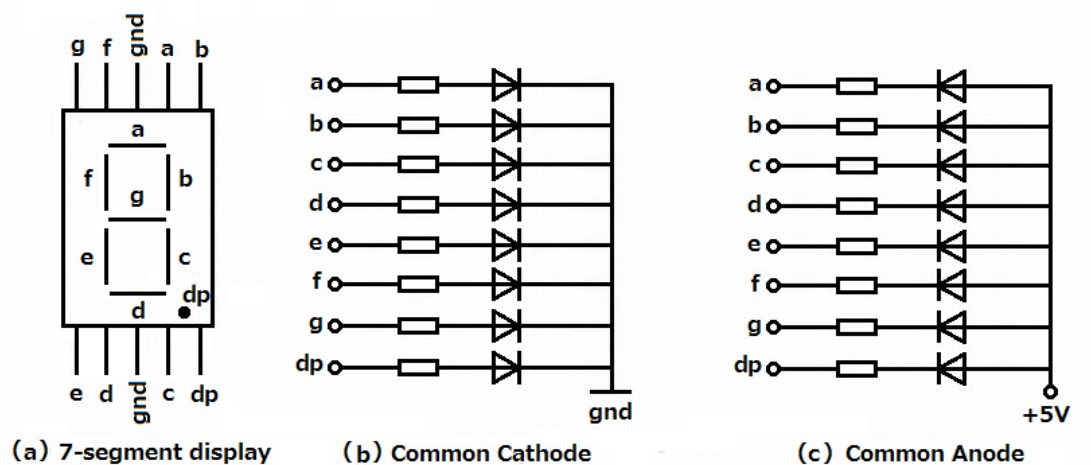 g f gnd a b
a
f b
g
e c
dp
d
e d gnd c dp
(a) 7-segment display
a
b
c
d
e
f
g
dp
gnd
(b) Common Cathode
a
b
c
d
e
f
g
dp
+5V
(c) Common Anode